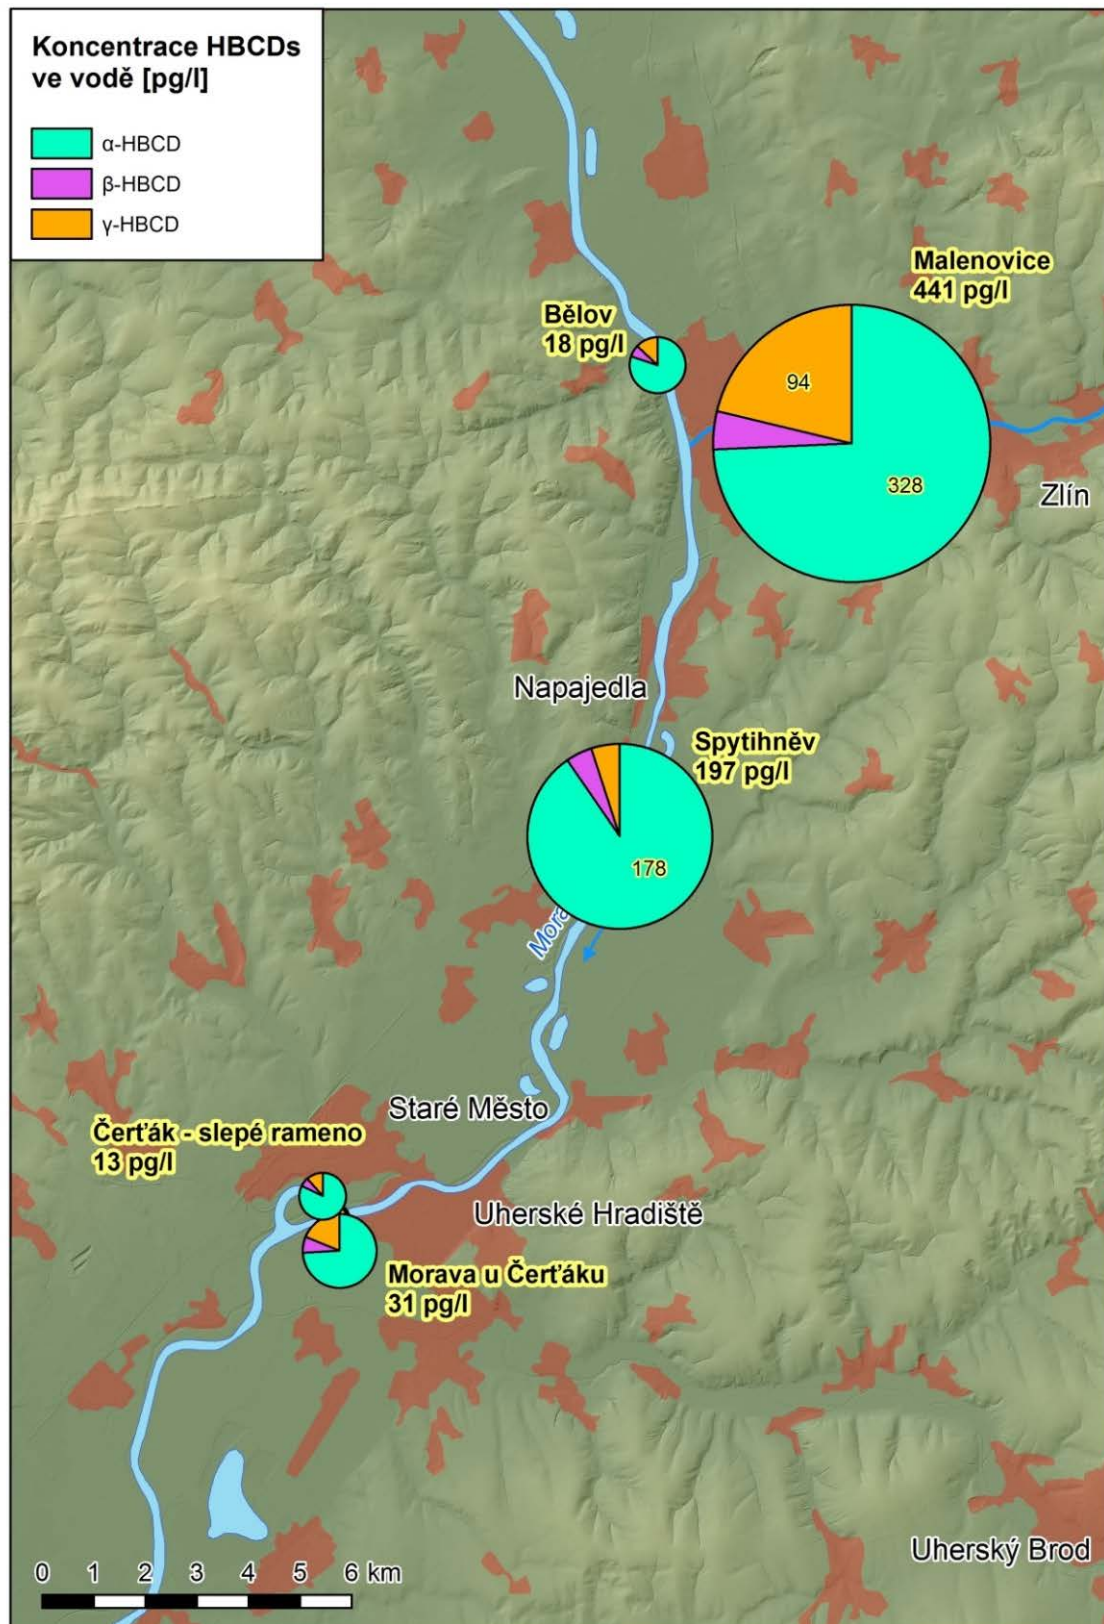 Koncentrace HBCDs
ve vodě [pg/l]
α-HBCD
β-HBCD
γ-HBCD
Malenovice
441 pg/l
Bělov
18 pg/l
94
328
Zlín
Napajedla
Spytihněv
197 pg/l
178
Mora
Staré Město
Čerťák - slepé rameno
13 pg/l
Uherské Hradiště
Morava u Čerťáku
31 pg/l
Uherský Brod
0 1 2 3 4 5 6 km